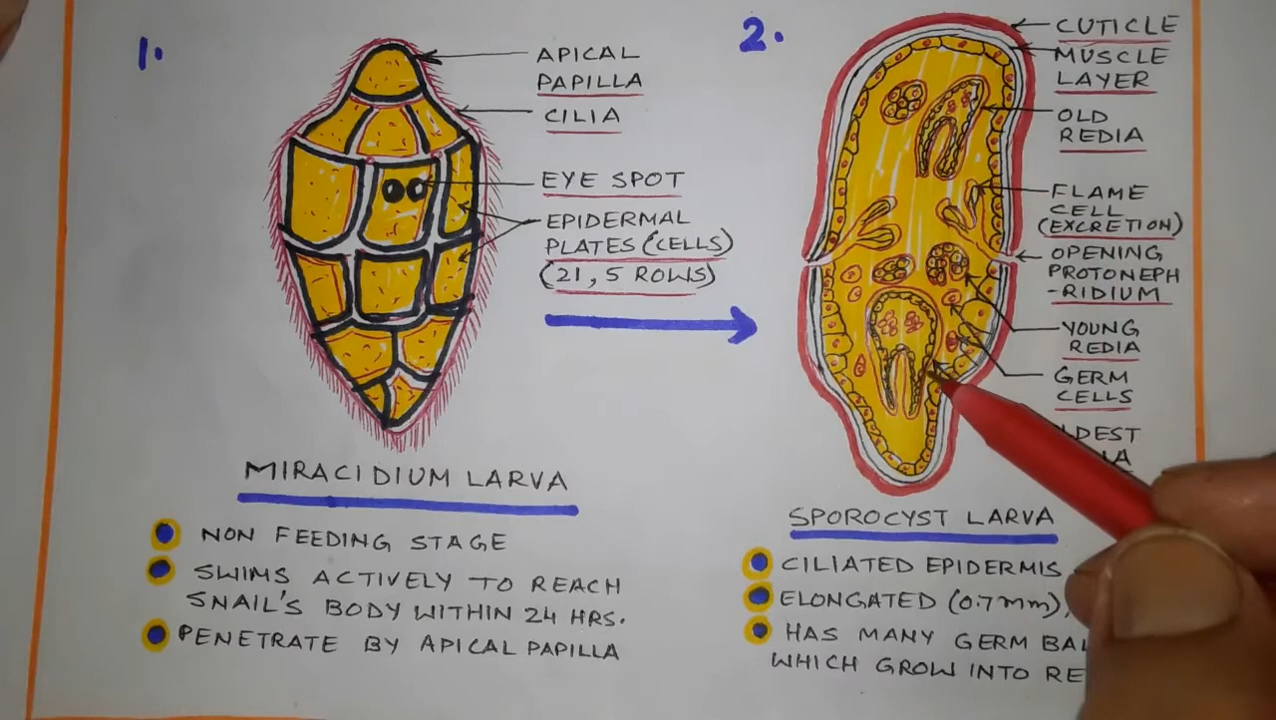 1.
APICAL
PAPILLA
CILIA
EYE SPOT
EPIDERMAL
PLATES (CELLS)
(21, 5 ROWS)
MIRACIDIUM LARVA
NON FEEDING STAGE
SWIMS ACTIVELY TO REACH
SNAIL'S BODY WITHIN 24 HRS.
PENETRATE BY APICAL PAPILLA
2.
CUTICLE
MUSCLE
LAYER
OLD
REDIA
FLAME
CELL
(EXCRETION)
OPENING
PROTONEPH
-RIDIUM
YOUNG
REDIA
GERM
CELLS
SPOROCYST LARVA
CILIATED EPIDERMIS
ELONGATED (0.7mm),
HAS MANY GERM
WHICH GROW INTO